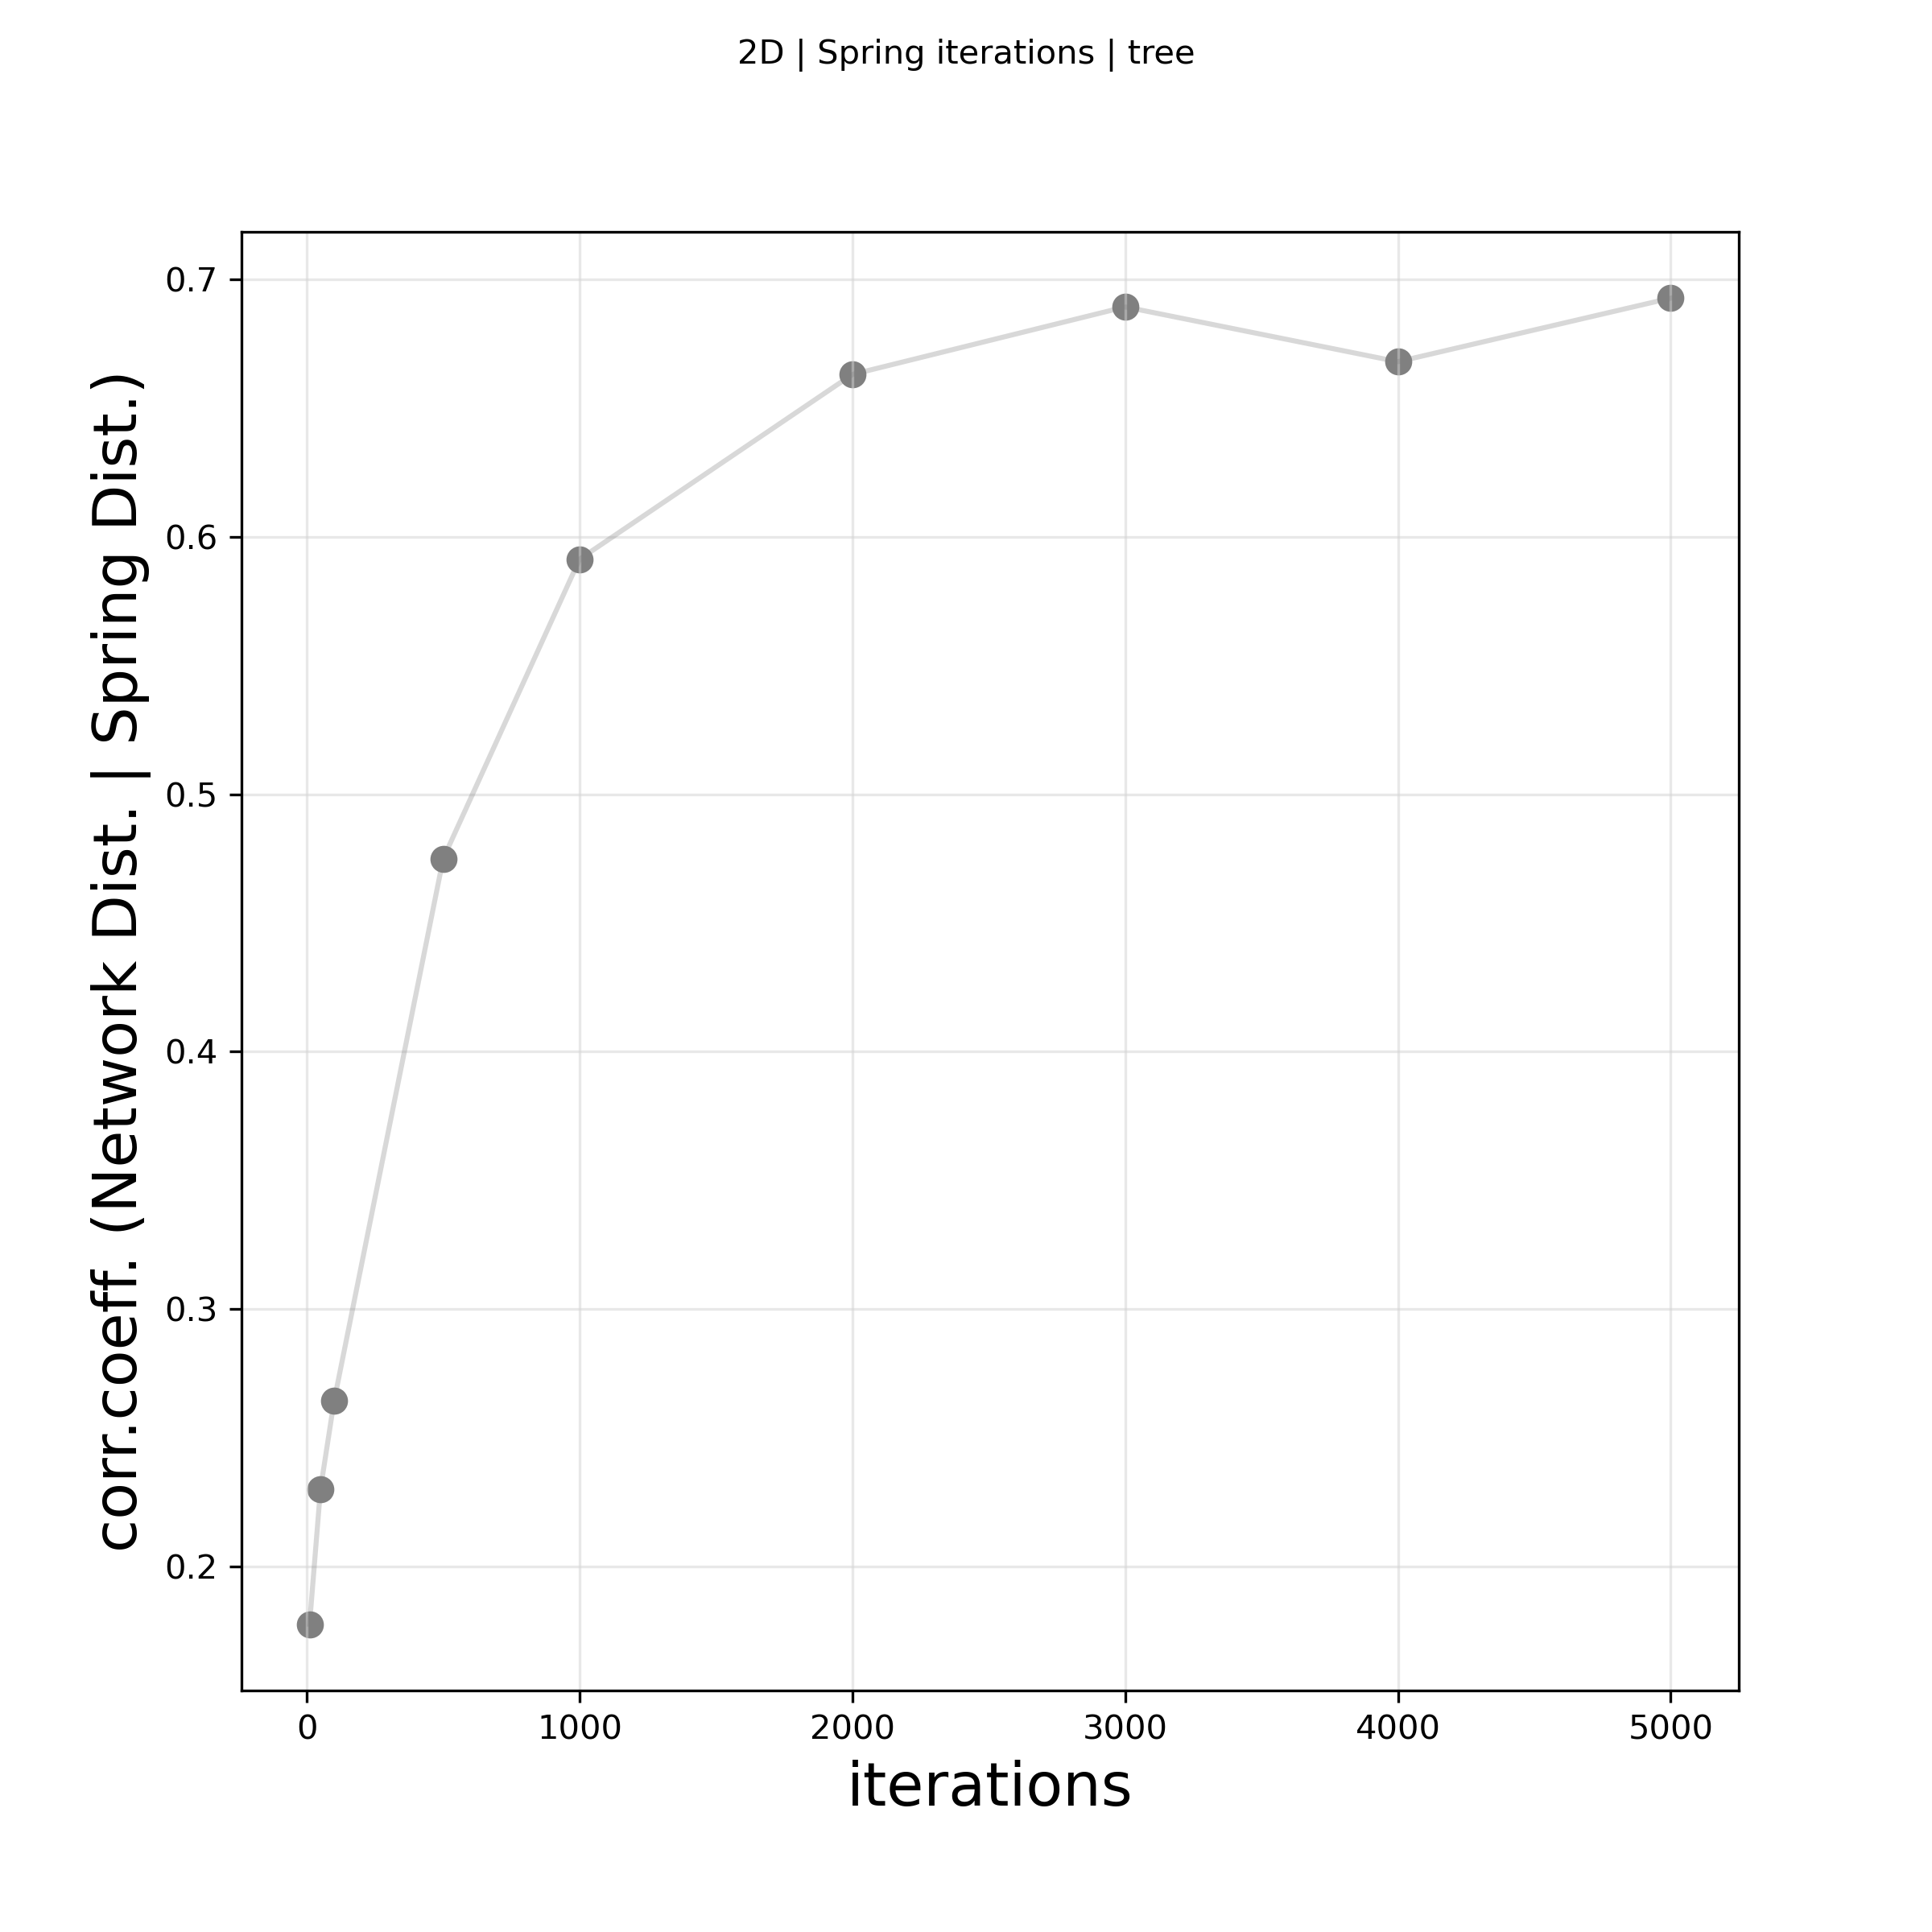 2D | Spring iterations | tree
corr.coeff. (Network Dist. | Spring Dist.)
0.7
0.6
0.5
0.4
0.3
0.2
0 1000 2000 3000 4000 5000
iterations